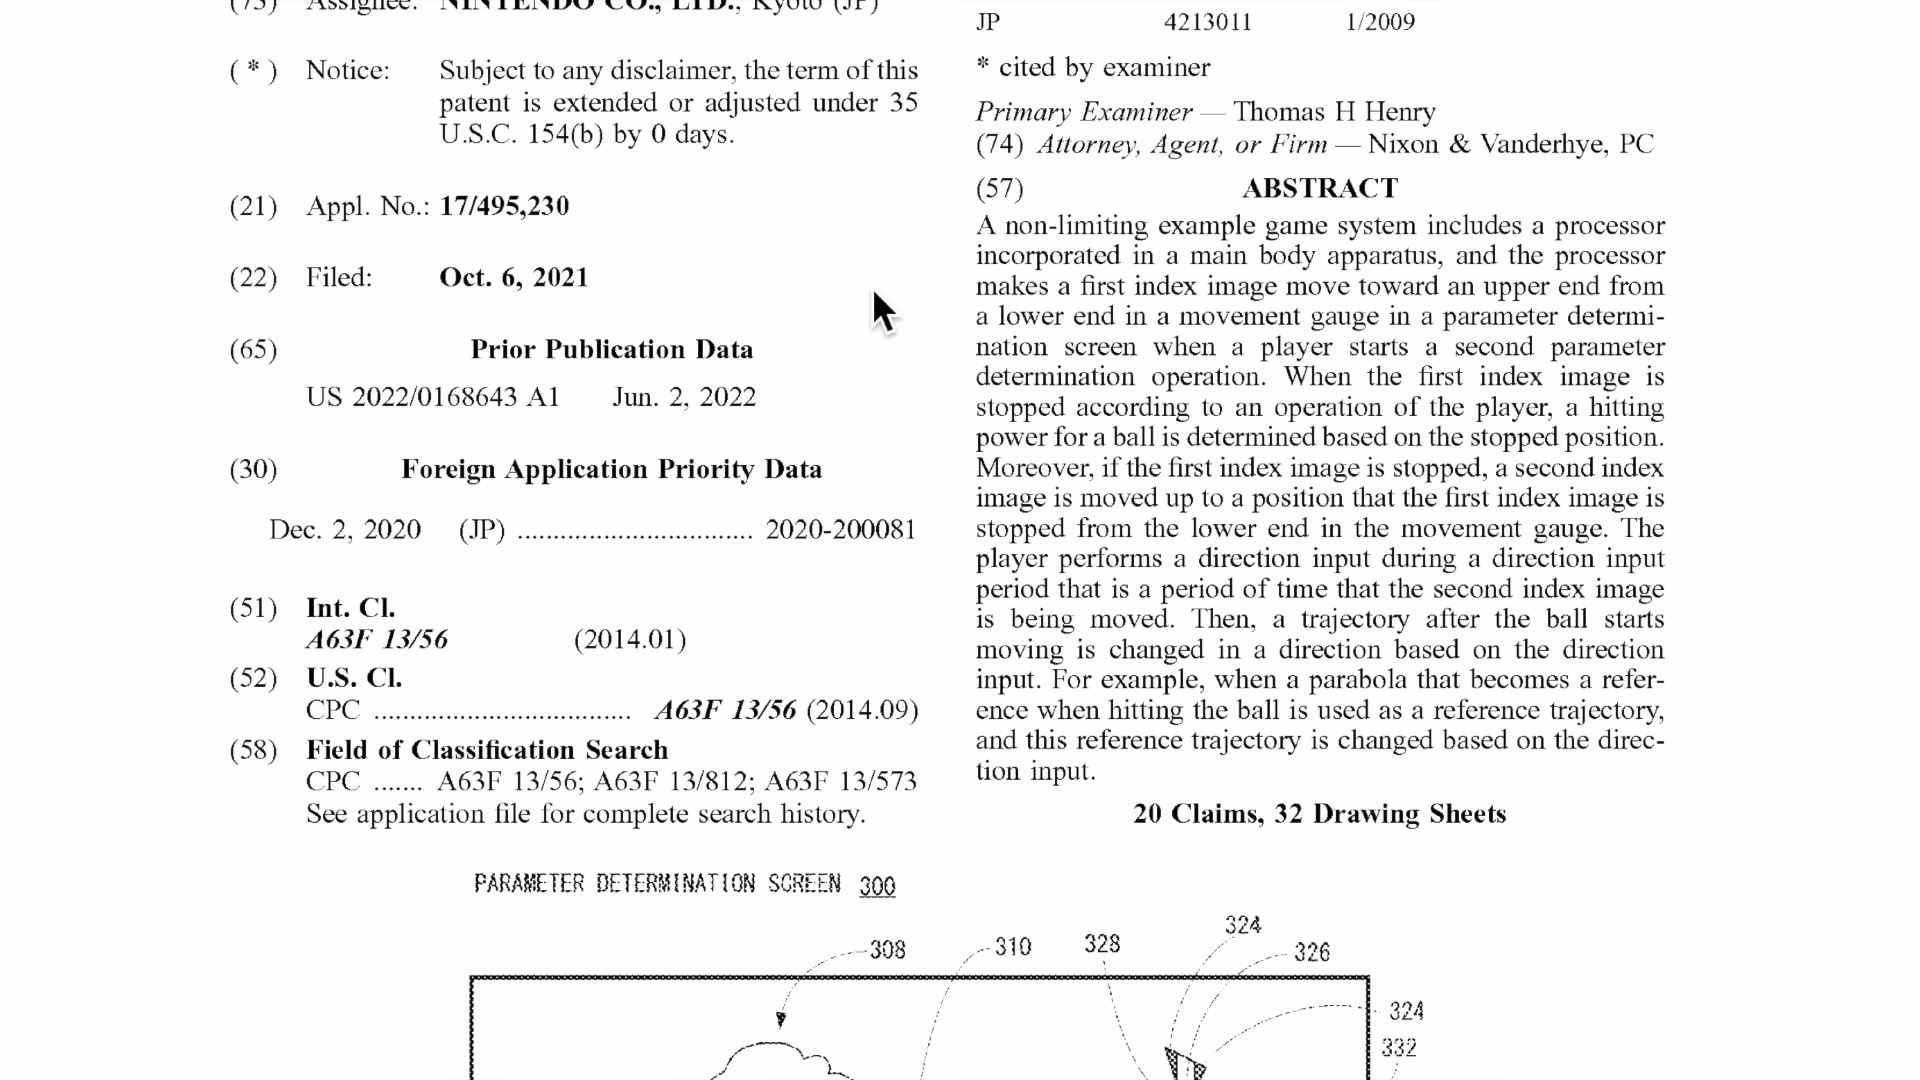 (73) Assignee: NINTENDO CO., LTD., Kyoto (JP)
( * ) Notice: Subject to any disclaimer, the term of this
patent is extended or adjusted under 35
U.S.C. 154(b) by 0 days.
(21) Appl. No.: 17/495,230
(22) Filed: Oct. 6, 2021
(65) Prior Publication Data
US 2022/0168643 A1 Jun. 2, 2022
(30) Foreign Application Priority Data
Dec. 2, 2020 (JP) ................................. 2020-200081
(51) Int. Cl.
A63F 13/56 (2014.01)
(52) U.S. Cl.
CPC .................................... A63F 13/56 (2014.09)
(58) Field of Classification Search
CPC ....... A63F 13/56; A63F 13/812; A63F 13/573
See application file for complete search history.
JP 4213011 1/2009
* cited by examiner
Primary Examiner — Thomas H Henry
(74) Attorney, Agent, or Firm — Nixon & Vanderhye, PC
(57) ABSTRACT
A non-limiting example game system includes a processor
incorporated in a main body apparatus, and the processor
makes a first index image move toward an upper end from
a lower end in a movement gauge in a parameter determi-
nation screen when a player starts a second parameter
determination operation. When the first index image is
stopped according to an operation of the player, a hitting
power for a ball is determined based on the stopped position.
Moreover, if the first index image is stopped, a second index
image is moved up to a position that the first index image is
stopped from the lower end in the movement gauge. The
player performs a direction input during a direction input
period that is a period of time that the second index image
is being moved. Then, a trajectory after the ball starts
moving is changed in a direction based on the direction
input. For example, when a parabola that becomes a refer-
ence when hitting the ball is used as a reference trajectory,
and this reference trajectory is changed based on the direc-
tion input.
20 Claims, 32 Drawing Sheets
PARAMETER DETERMINATION SCREEN 300
308
310
328
324
326
324
332